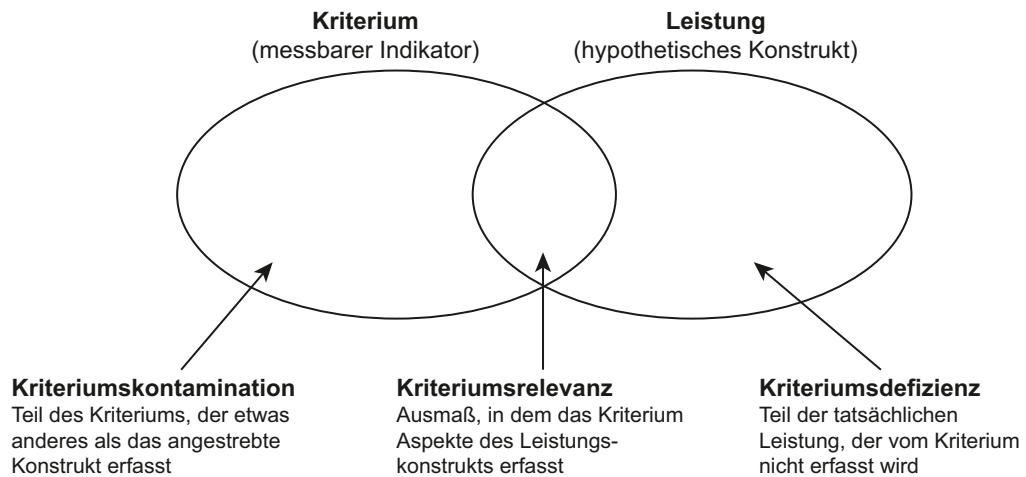 Kriterium
(messbarer Indikator)
Leistung
(hypothetisches Konstrukt)
Kriteriumskontamination
Teil des Kriteriums, der etwas
anderes als das angestrebte
Konstrukt erfasst
Kriteriumsrelevanz
Ausmaß, in dem das Kriterium
Aspekte des Leistungs-
konstrukts erfasst
Kriteriumsdefizienz
Teil der tatsächlichen
Leistung, der vom Kriterium
nicht erfasst wird